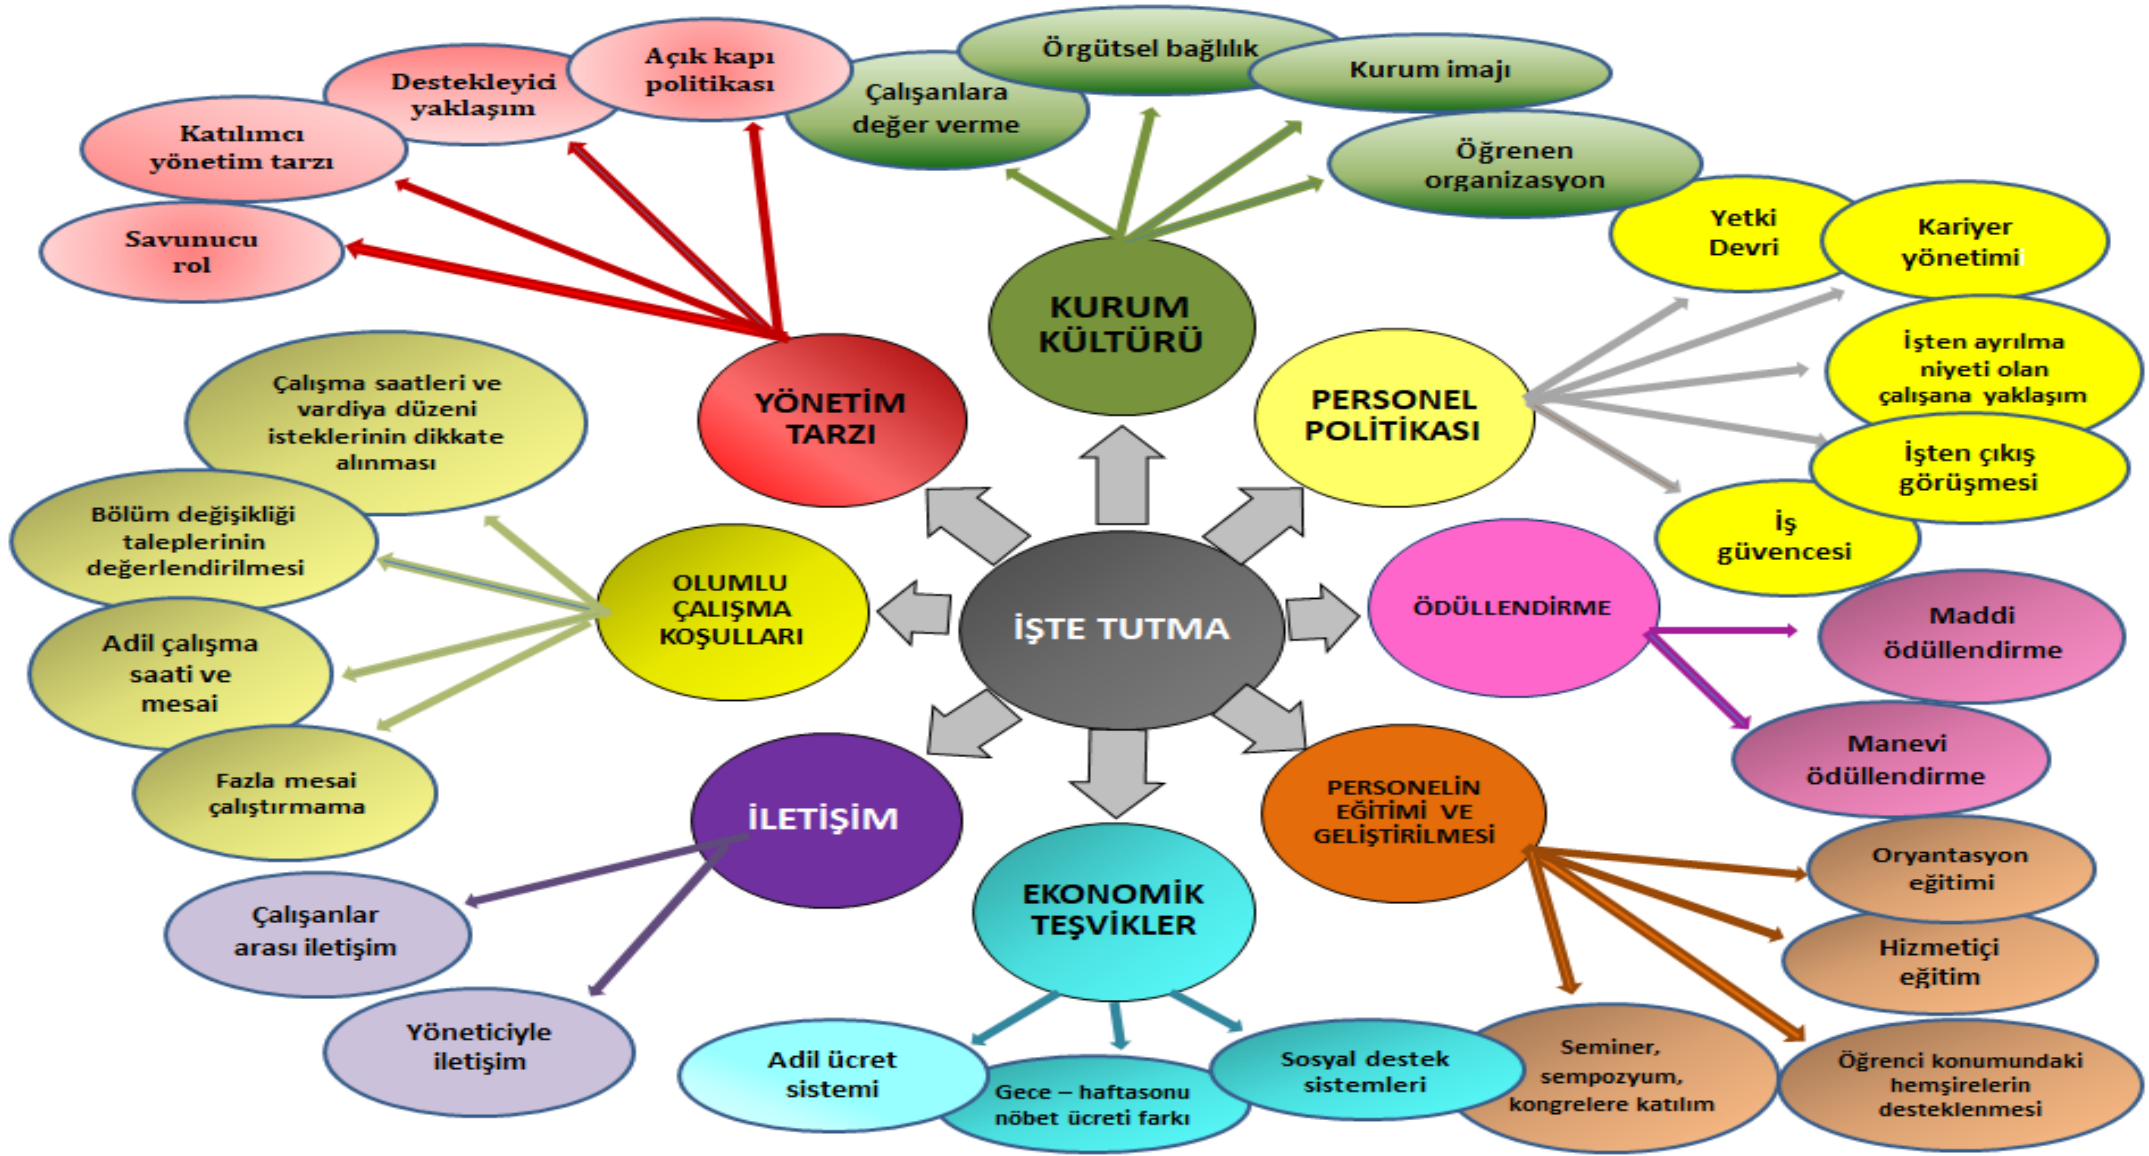 Açık kapı
politikası
Destekleyici
yaklaşım
Katılımcı
yönetim tarzı
Savunucu
rol
YÖNETİM
TARZI
Çalışanlara
değer verme
Örgütsel bağlılık
Kurum imajı
Öğrenen
organizasyon
KURUM
KÜLTÜRÜ
Yetki
Devri
Kariyer
yönetimi
İşten ayrılma
niyeti olan
çalışana yaklaşım
İşten çıkış
görüşmesi
İş
güvencesi
PERSONEL
POLİTİKASI
Çalışma saatleri ve
vardiya düzeni
isteklerinin dikkate
alınması
Bölüm değişikliği
taleplerinin
değerlendirilmesi
Adil çalışma
saati ve
mesai
Fazla mesai
çalıştırmama
OLUMLU
ÇALIŞMA
KOŞULLARI
İŞTE TUTMA
ÖDÜLLENDİRME
Maddi
ödüllendirme
Manevi
ödüllendirme
İLETİŞİM
Çalışanlar
arası iletişim
Yöneticiyle
iletişim
EKONOMİK
TEŞVİKLER
Adil ücret
sistemi
Gece – haftasonu
nöbet ücreti farkı
Sosyal destek
sistemleri
PERSONELİN
EĞİTİMİ VE
GELİŞTİRİLMESİ
Oryantasyon
eğitimi
Hizmetiçi
eğitim
Seminer,
sempozyum,
kongrelere katılım
Öğrenci konumundaki
hemşirelerin
desteklenmesi